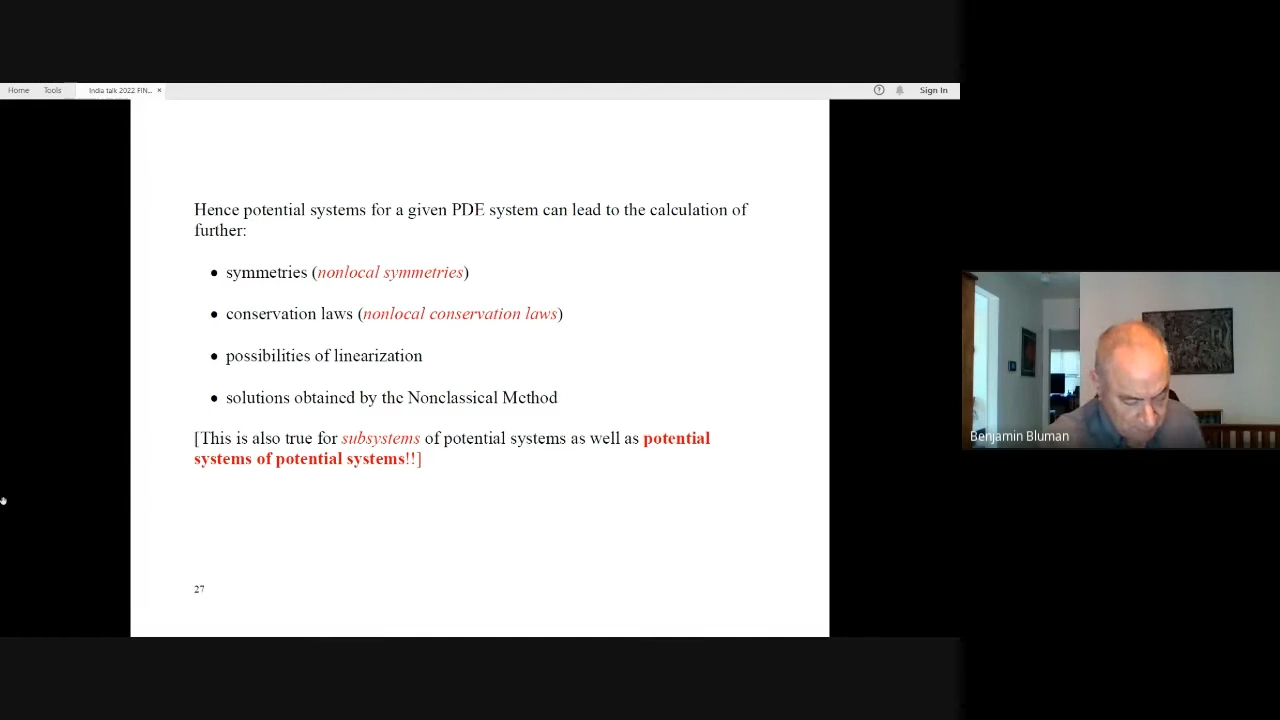 Home Tools India talk 2022 FIN... × Sign In
Hence potential systems for a given PDE system can lead to the calculation of
further:
• symmetries (nonlocal symmetries)
• conservation laws (nonlocal conservation laws)
• possibilities of linearization
• solutions obtained by the Nonclassical Method
[This is also true for subsystems of potential systems as well as potential
systems of potential systems!!]
27
Benjamin Bluman